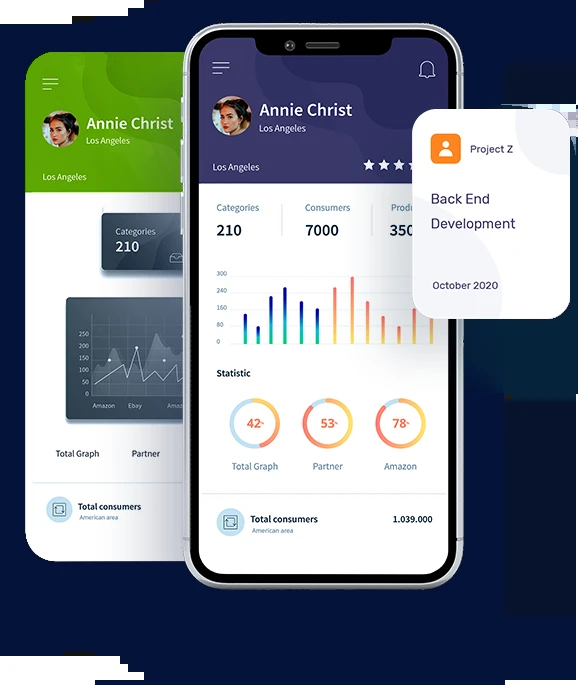 Annie Christ
Los Angeles
Los Angeles
Categories
210
250
200
150
100
50
0
Amazon Ebay
Total Graph Partner
Total consumers
American area
Annie Christ
Los Angeles
Los Angeles
Categories Consumers
210 7000
300
240
160
80
0
Statistic
42%
53%
78%
Total Graph Partner Amazon
Total consumers 1.039.000
American area
Project Z
Back End
Development
October 2020